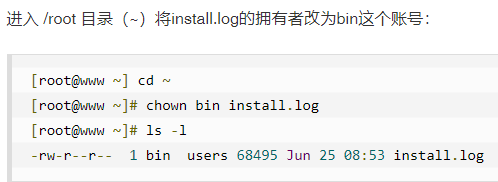 进入 /root 目录（~）将install.log的拥有者改为bin这个账号：
[root@www ~] cd ~
[root@www ~]# chown bin install.log
[root@www ~]# ls -l
-rw-r--r--  1 bin  users 68495 Jun 25 08:53 install.log